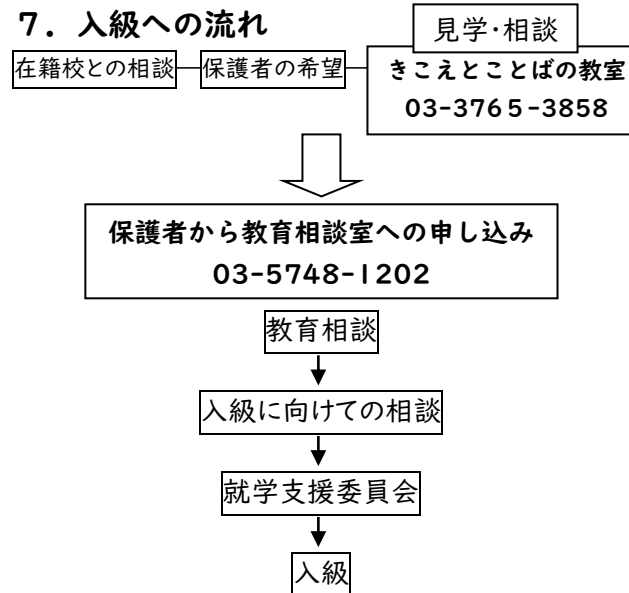 ７．入級への流れ
見学・相談
在籍校との相談
保護者の希望
きこえとことばの教室
03-3765-3858
保護者から教育相談室への申し込み
03-5748-1202
教育相談
入級に向けての相談
就学支援委員会
入級